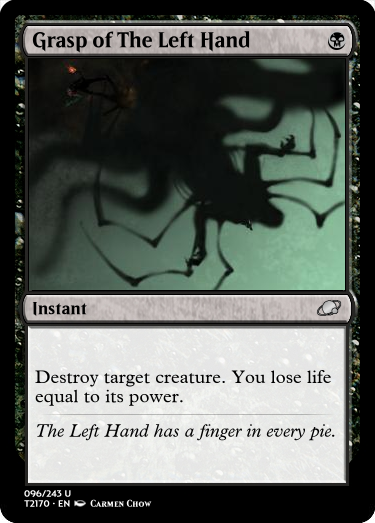 Grasp of The Left Hand
Instant
Destroy target creature. You lose life
equal to its power.
The Left Hand has a finger in every pie.
096/243 U
T2170 • EN Carmen Chow